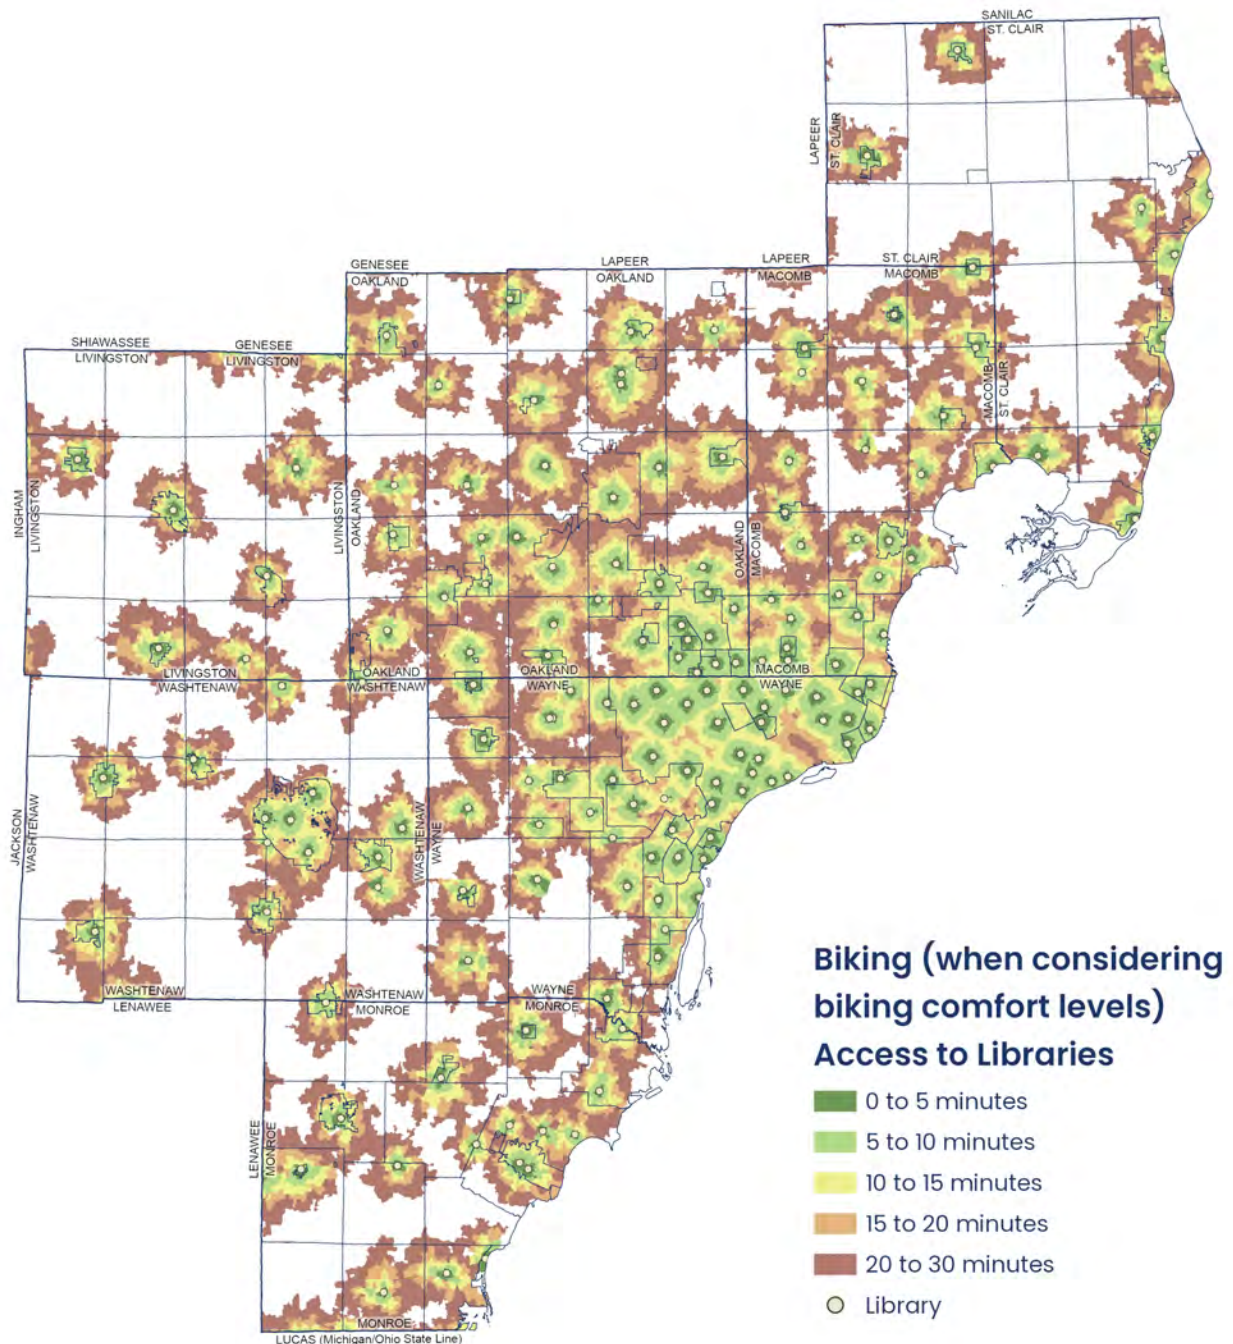 SANILAC
ST. CLAIR
LAPEER
ST. CLAIR
GENESEE
OAKLAND
LAPEER
OAKLAND
LAPEER
MACOMB
ST. CLAIR
MACOMB
SHIAWASSEE
LIVINGSTON
GENESEE
LIVINGSTON
MACOMB
ST. CLAIR
INGHAM
LIVINGSTON
LIVINGSTON
OAKLAND
OAKLAND
MACOMB
LIVINGSTON
WASHTENAW
OAKLAND
WASHTENAW
OAKLAND
WAYNE
MACOMB
WAYNE
JACKSON
WASHTENAW
WASHTENAW
WAYNE
WASHTENAW
LENAWEE
WASHTENAW
MONROE
WAYNE
MONROE
LENAWEE
MONROE
MONROE
LUCAS (Michigan/Ohio State Line)
Biking (when considering
biking comfort levels)
Access to Libraries
0 to 5 minutes
5 to 10 minutes
10 to 15 minutes
15 to 20 minutes
20 to 30 minutes
Library